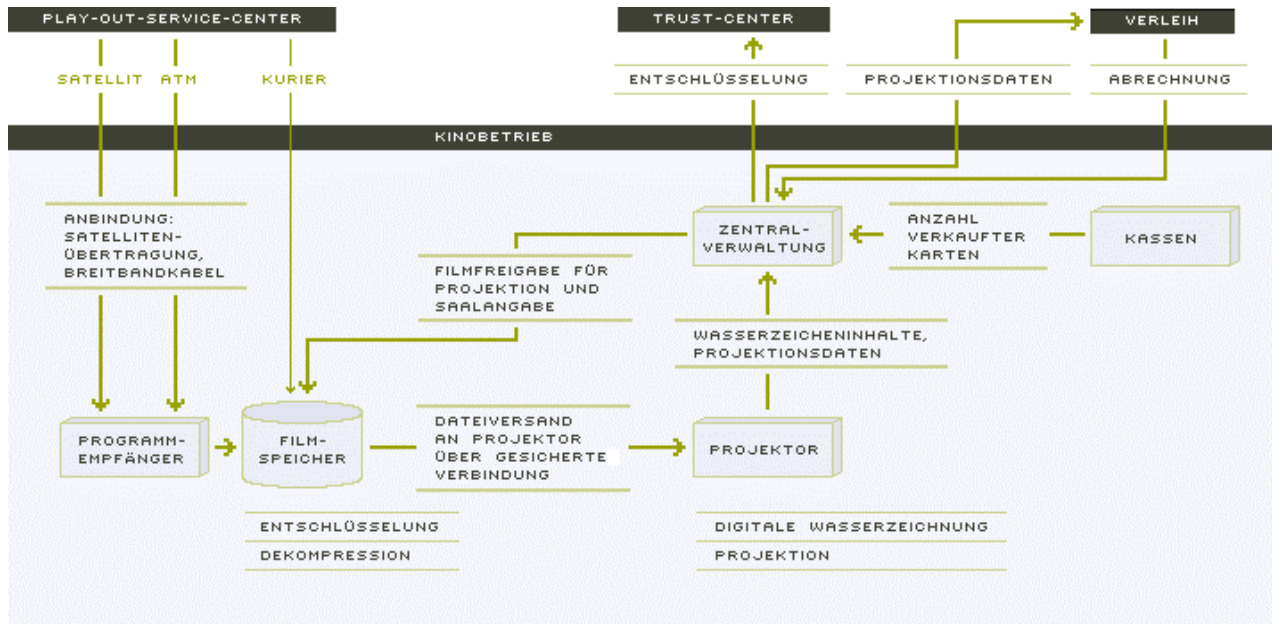 PLAY-OUT-SERVICE-CENTER
TRUST-CENTER
VERLEIH
SATELLIT
ATM
KURIER
ENTSCHLÜSSELUNG
PROJEKTIONSDATEN
ABRECHNUNG
KINOBETRIEB
ANBINDUNG:
SATELLITEN-
ÜBERTRAGUNG,
BREITBANDKABEL
FILMFREIGABE FÜR
PROJEKTION UND
SAALANGABE
ZENTRAL-
VERWALTUNG
ANZAHL
VERKAUFTER
KARTEN
KASSEN
WASSERZEICHENINHALTE,
PROJEKTIONSDATEN
PROGRAMM-
EMPFÄNGER
FILM-
SPEICHER
DATEIVERSAND
AN PROJEKTOR
ÜBER GESICHERTE
VERBINDUNG
PROJEKTOR
ENTSCHLÜSSELUNG
DEKOMPRESSION
DIGITALE WASSERZEICHNUNG
PROJEKTION